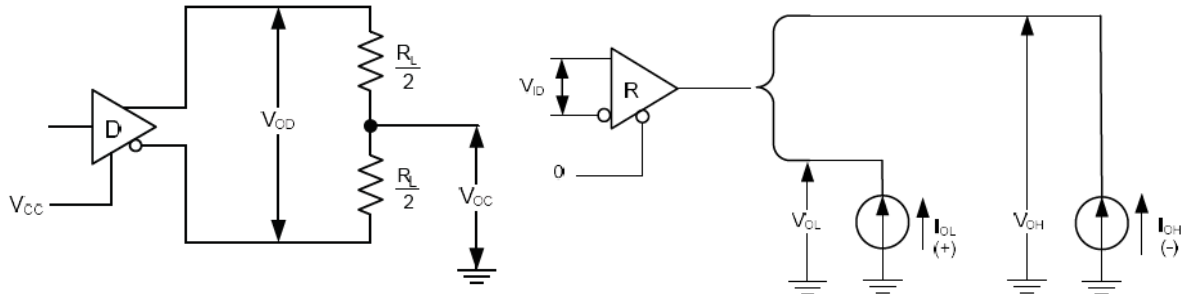 D
V_CC
V_OD
R_L
2
R_L
2
V_OC
V_ID
R
0
V_OL
I_OL
(+)
V_OH
I_OH
(-)